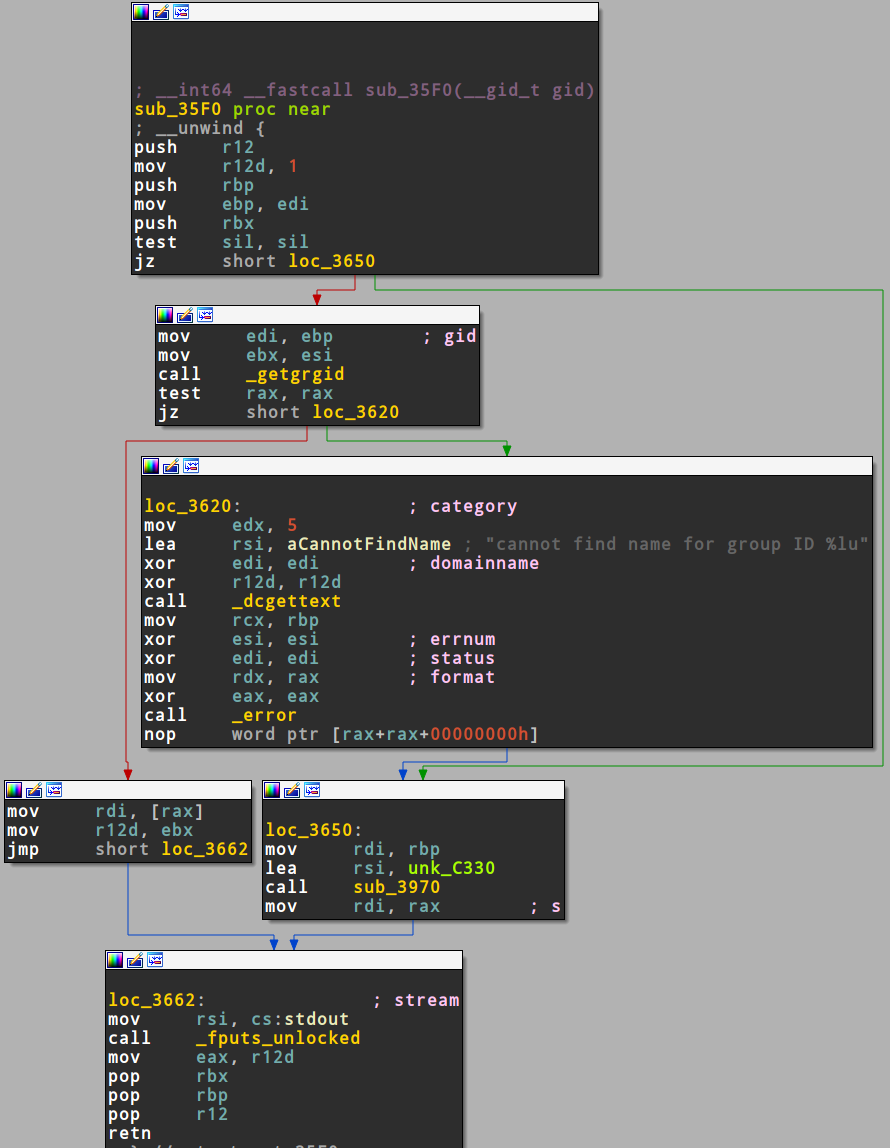 ; __int64 __fastcall sub_35F0(__gid_t gid)
sub_35F0 proc near
; __unwind {
push r12
mov r12d, 1
push rbp
mov ebp, edi
push rbx
test sil, sil
jz short loc_3650
mov edi, ebp ; gid
mov ebx, esi
call _getgrgid
test rax, rax
jz short loc_3620
loc_3620: ; category
mov edx, 5
lea rsi, aCannotFindName ; "cannot find name for group ID %lu"
xor edi, edi ; domainname
xor r12d, r12d
call _dcgettext
mov rcx, rbp
xor esi, esi ; errnum
xor edi, edi ; status
mov rdx, rax ; format
xor eax, eax
call _error
nop word ptr [rax+rax+00000000h]
mov rdi, [rax]
mov r12d, ebx
jmp short loc_3662
loc_3650:
mov rdi, rbp
lea rsi, unk_C330
call sub_3970
mov rdi, rax ; s
loc_3662: ; stream
mov rsi, cs:stdout
call _fputs_unlocked
mov eax, r12d
pop rbx
pop rbp
pop r12
retn